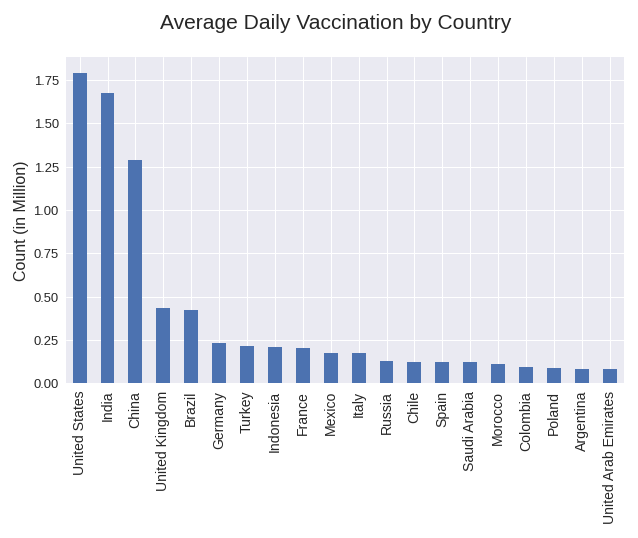 Average Daily Vaccination by Country
Count (in Million)
1.75
1.50
1.25
1.00
0.75
0.50
0.25
0.00
United States
India
China
United Kingdom
Brazil
Germany
Turkey
Indonesia
France
Mexico
Italy
Russia
Chile
Spain
Saudi Arabia
Morocco
Colombia
Poland
Argentina
United Arab Emirates